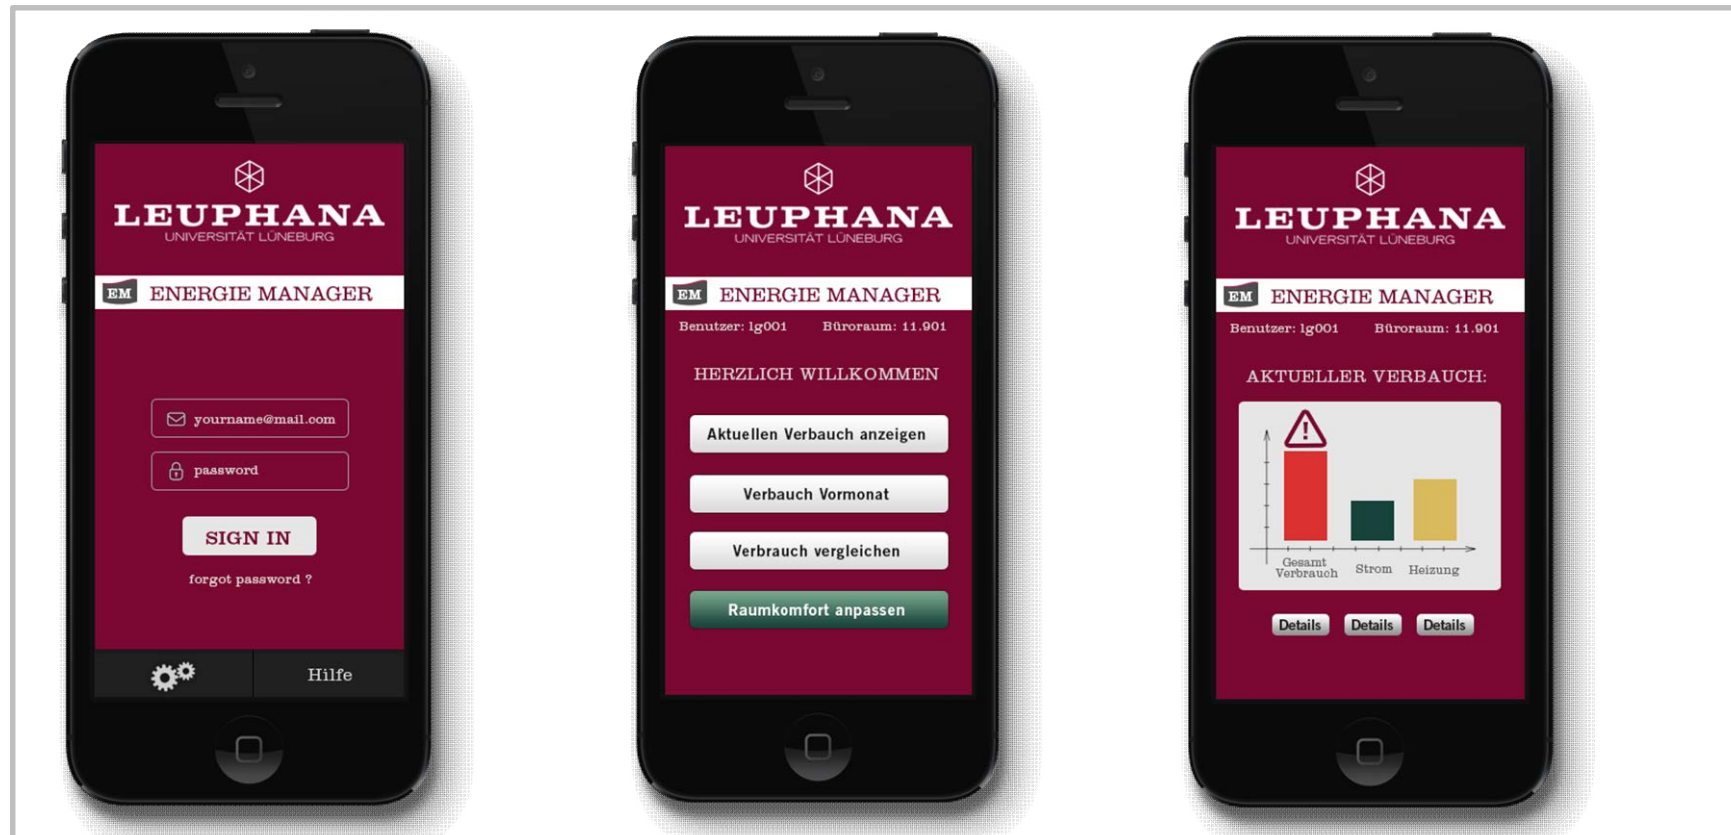 LEUPHANA
UNIVERSITÄT LÜNEBURG
EM ENERGIE MANAGER
yourname@mail.com
password
SIGN IN
forgot password ?
Hilfe
LEUPHANA
UNIVERSITÄT LÜNEBURG
EM ENERGIE MANAGER
Benutzer: lg001 Büroraum: 11.901
HERZLICH WILLKOMMEN
Aktuellen Verbauch anzeigen
Verbauch Vormonat
Verbrauch vergleichen
Raumkomfort anpassen
LEUPHANA
UNIVERSITÄT LÜNEBURG
EM ENERGIE MANAGER
Benutzer: lg001 Büroraum: 11.901
AKTUELLER VERBAUCH:
!
Gesamt
Verbrauch
Strom
Heizung
Details Details Details